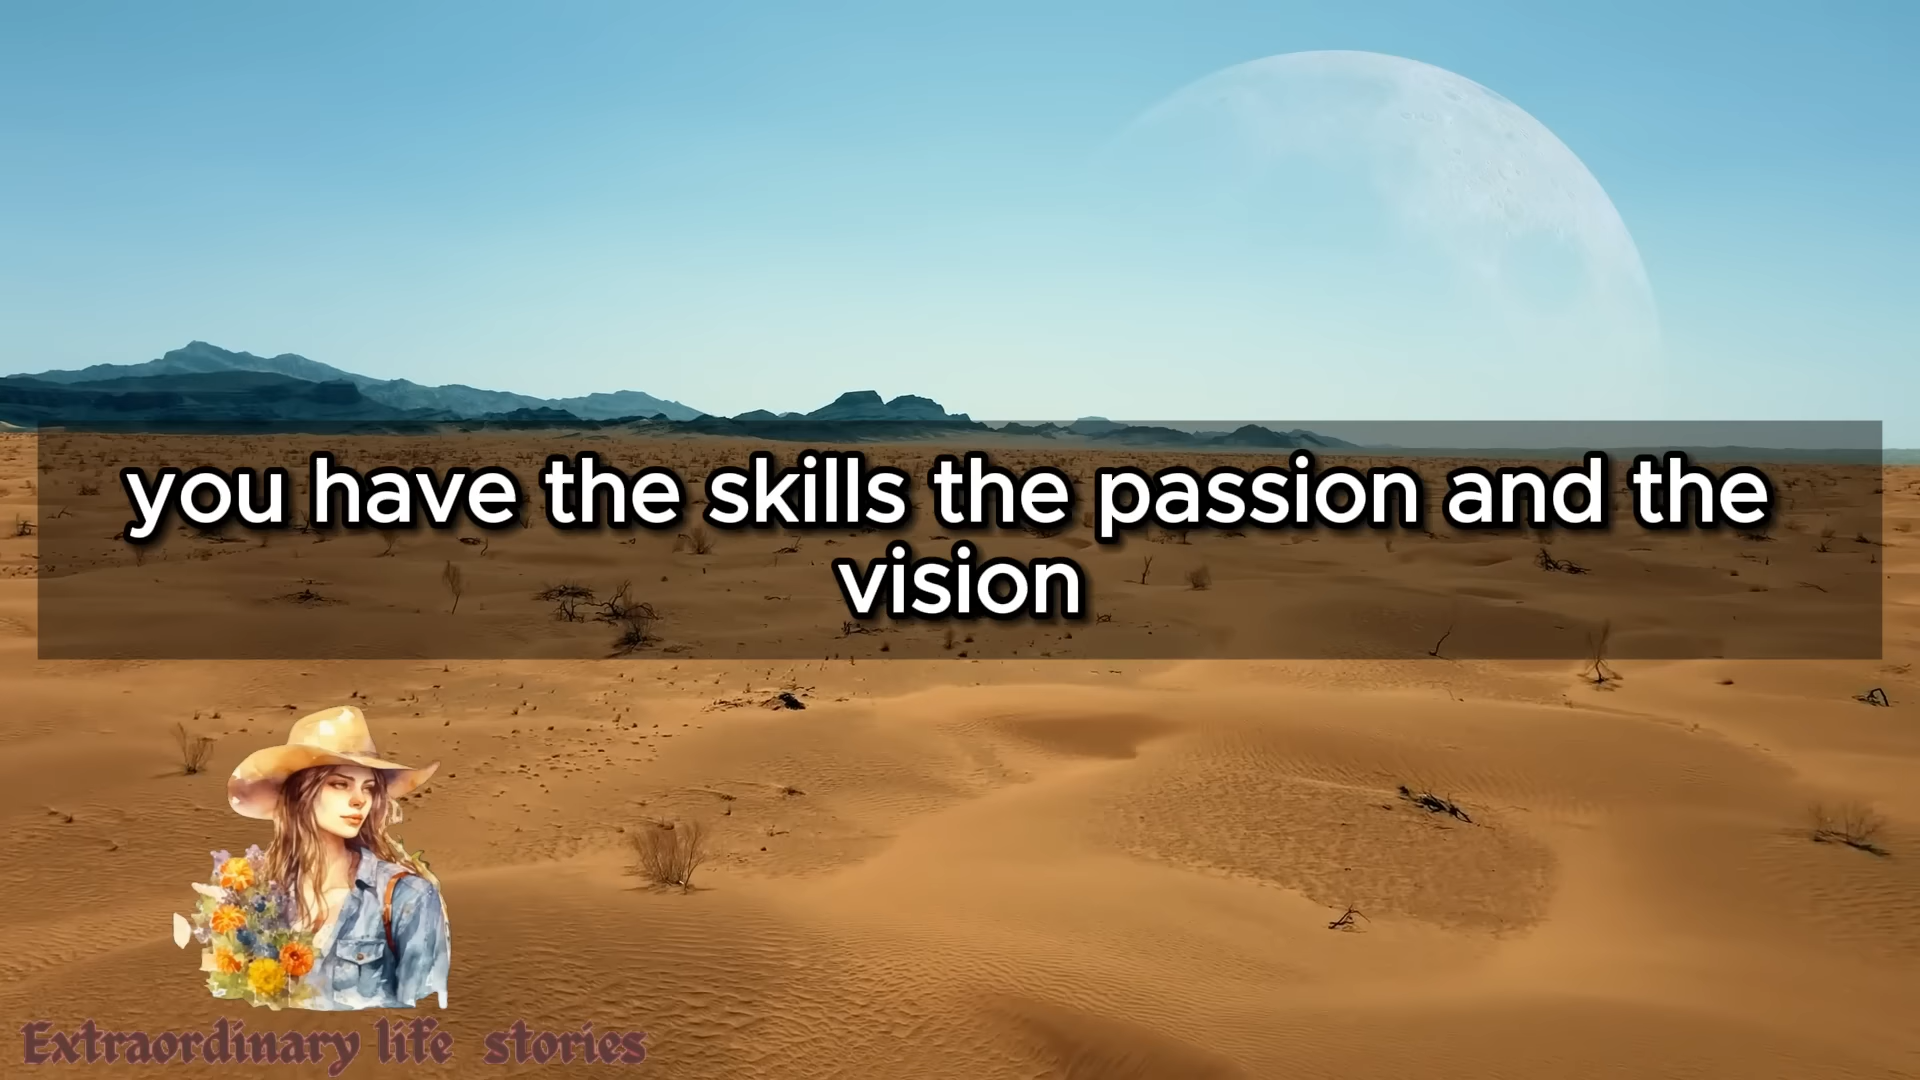 you have the skills the passion and the
vision
Extraordinary life stories